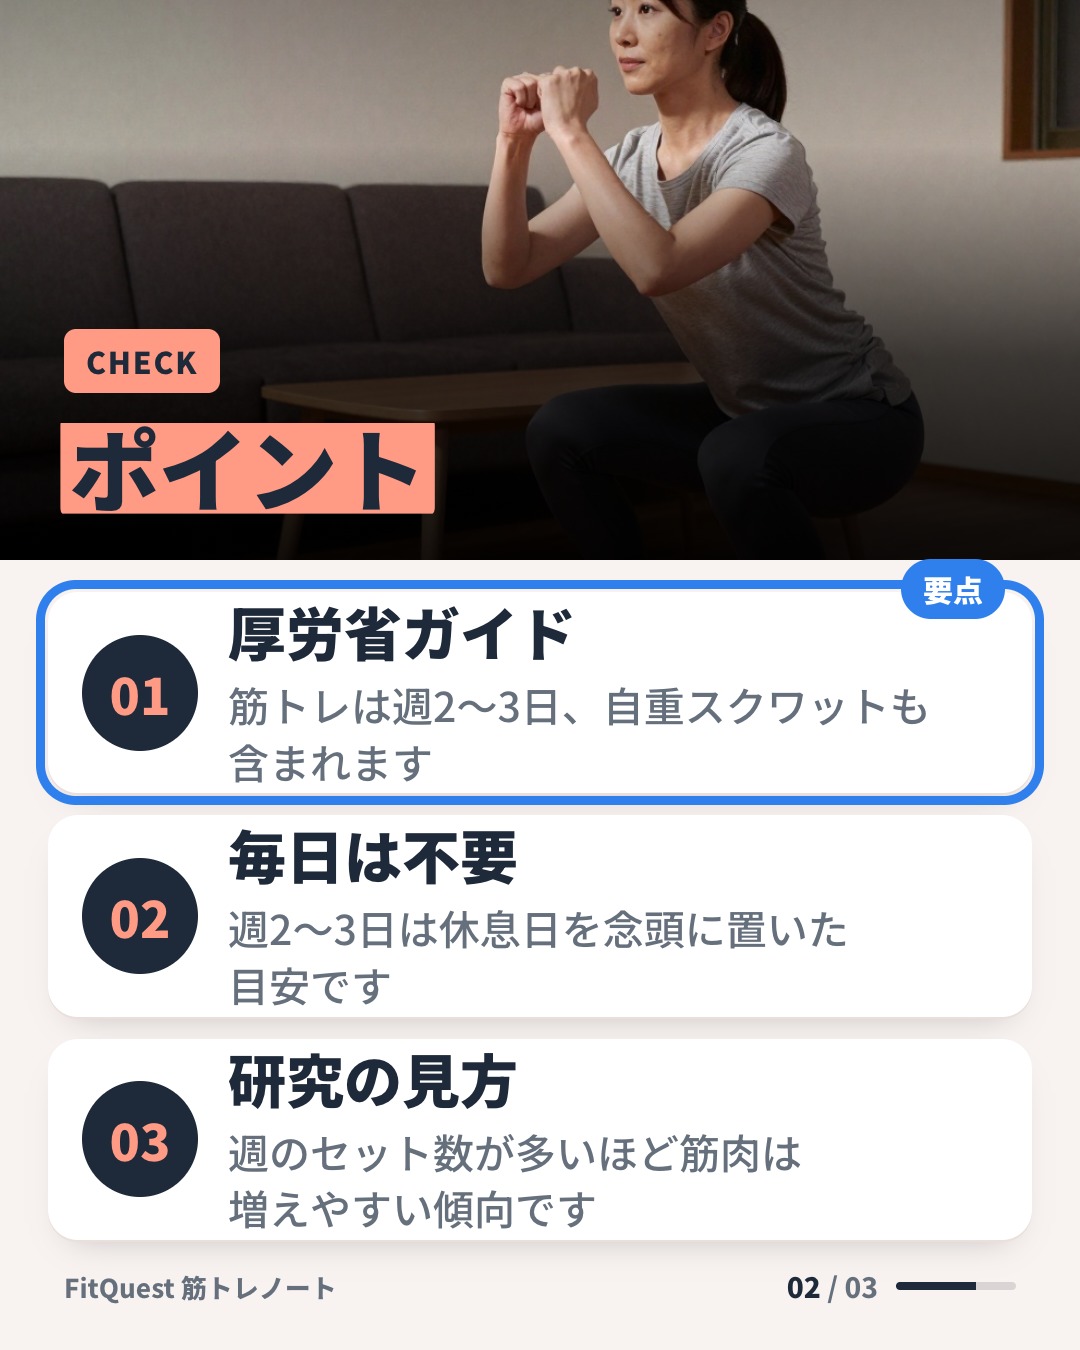 CHECK
ポイント
要点
01
厚労省ガイド
筋トレは週2〜3日、自重スクワットも
含まれます
02
毎日は不要
週2〜3日は休息日を念頭に置いた
目安です
03
研究の見方
週のセット数が多いほど筋肉は
増えやすい傾向です
FitQuest 筋トレノート
02 / 03